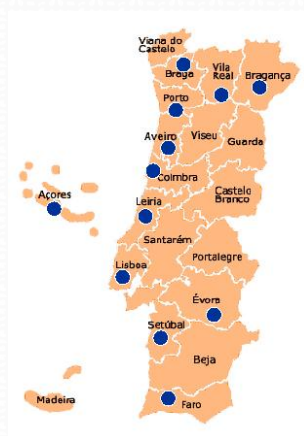 Viana do
Castelo
Braga
Vila
Real
Bragança
Porto
Aveiro
Viseu
Guarda
Coimbra
Açores
Castelo
Branco
Leiria
Santarém
Lisboa
Portalegre
Évora
Setúbal
Beja
Madeira
Faro